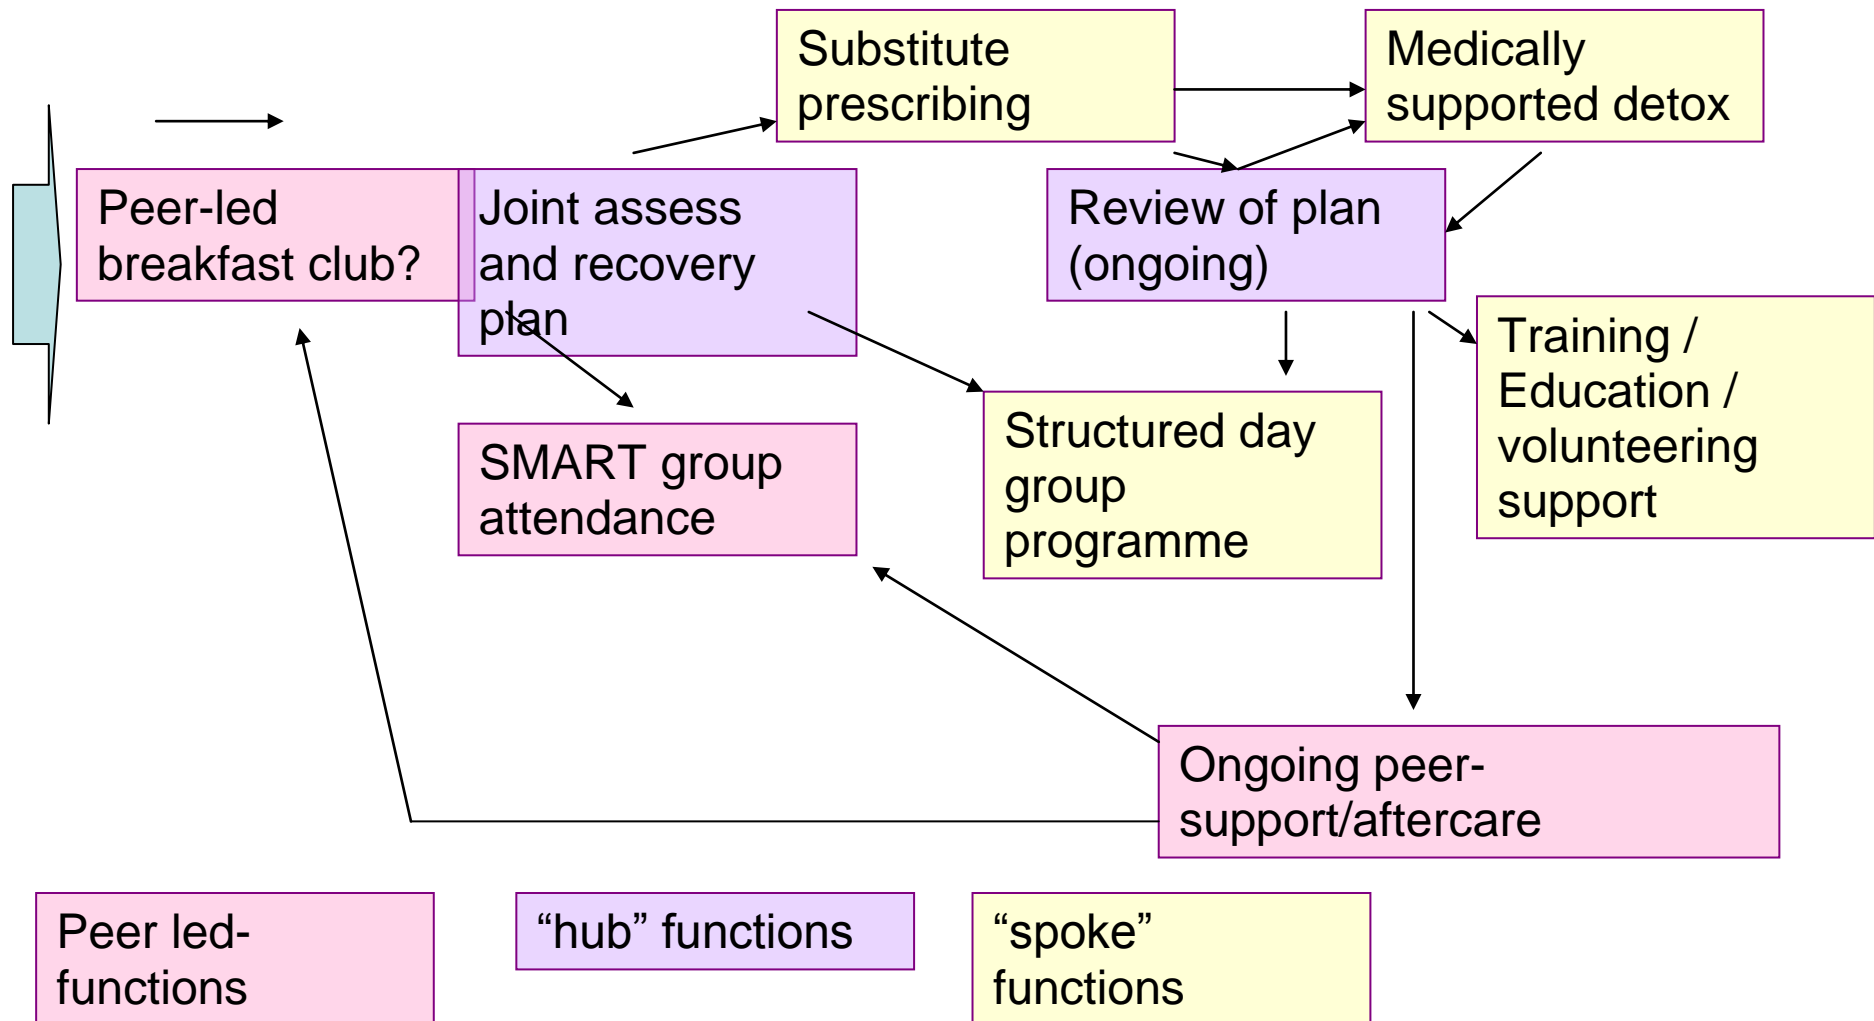 Substitute
prescribing
Medically
supported detox
Peer-led
breakfast club?
Joint assess
and recovery
plan
Review of plan
(ongoing)
Training /
Education /
volunteering
support
SMART group
attendance
Structured day
group
programme
Ongoing peer-
support/aftercare
Peer led-
functions
“hub” functions
“spoke”
functions